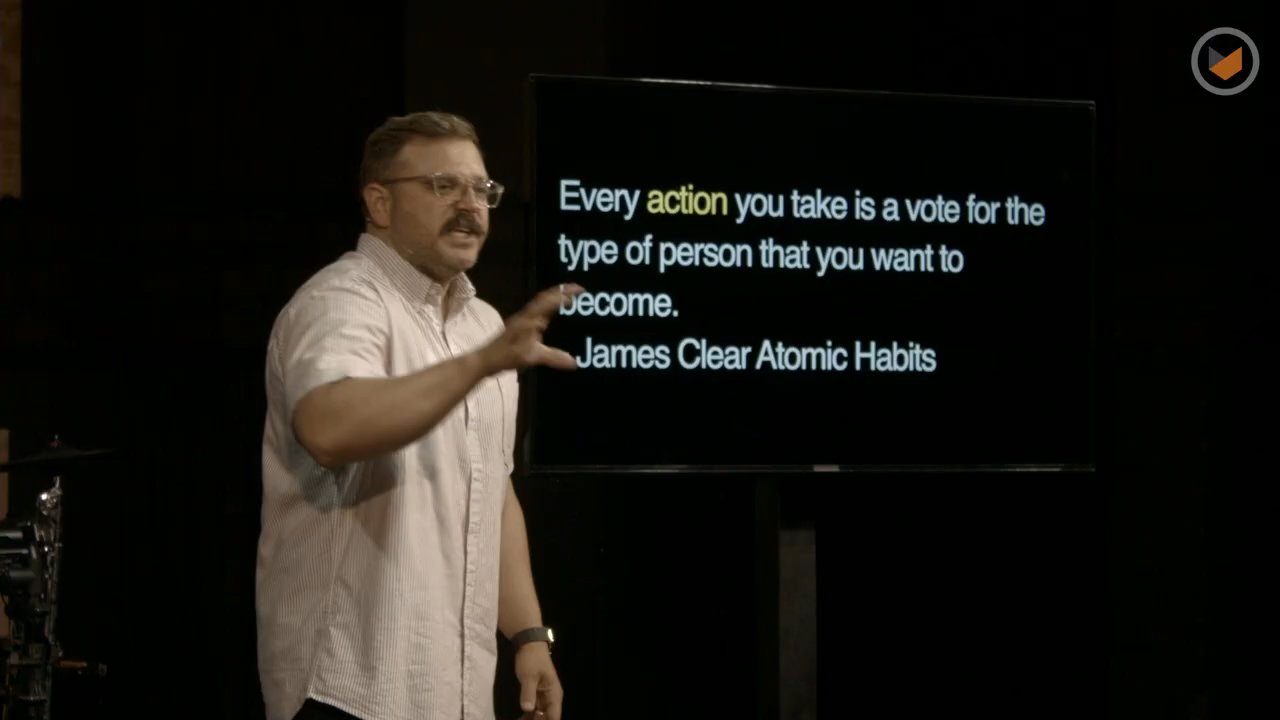 Every action you take is a vote for the
type of person that you want to
become.
James Clear Atomic Habits